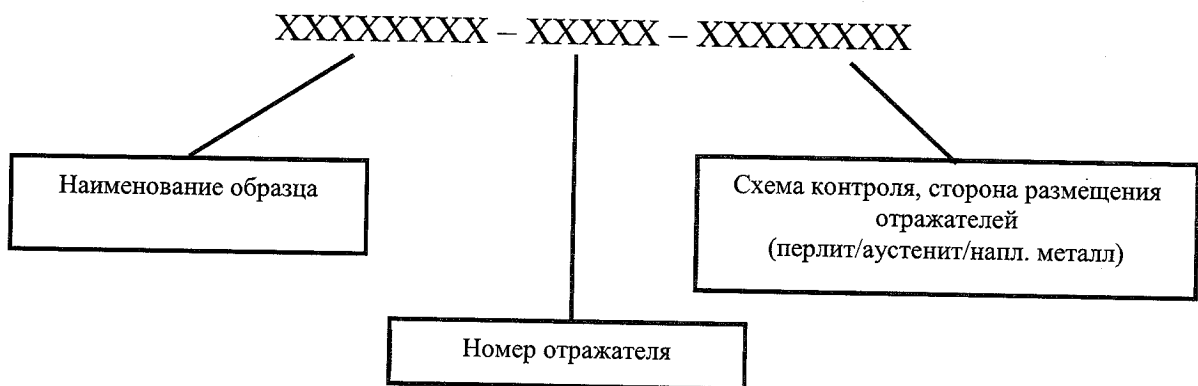 XXXXXXXX – XXXXX – XXXXXXXX
Наименование образца
Схема контроля, сторона размещения
отражателей
(перлит/аустенит/напл. металл)
Номер отражателя